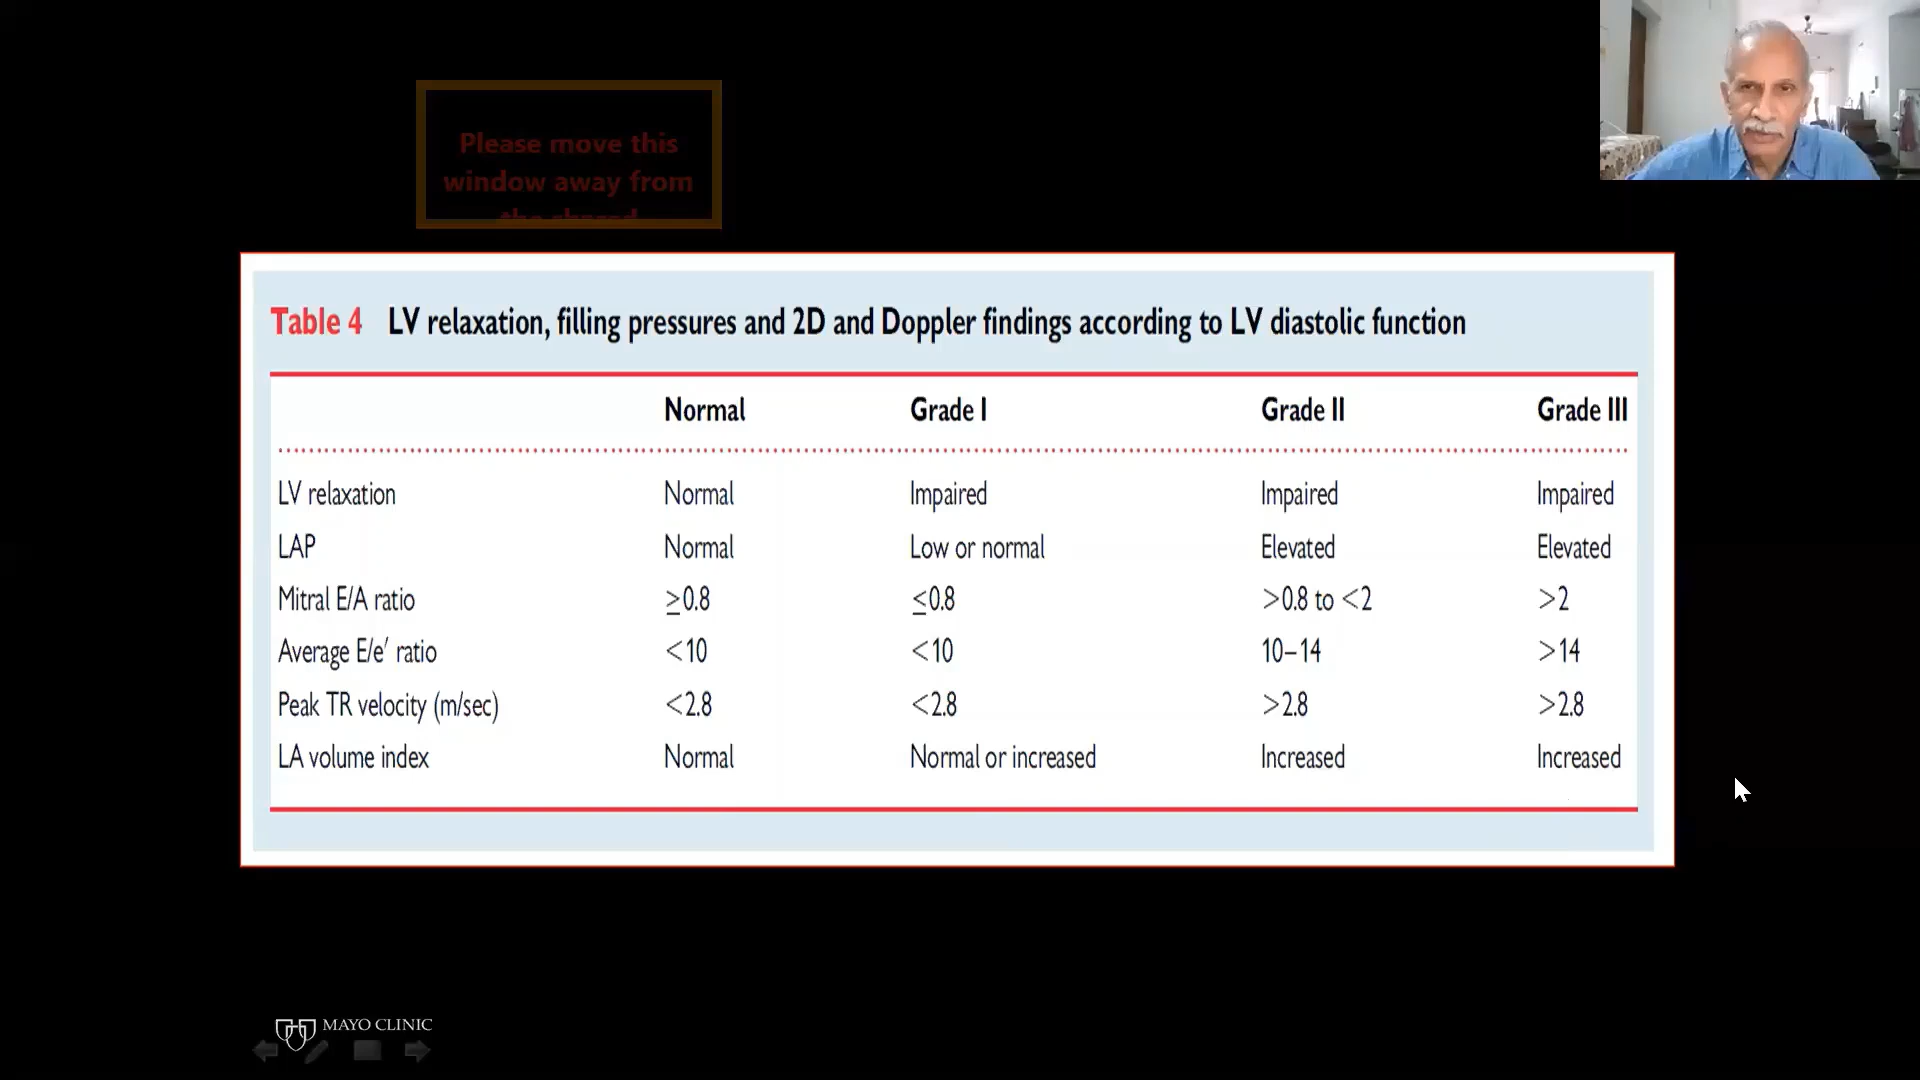 Please move this
window away from
the shared
Table 4 LV relaxation, filling pressures and 2D and Doppler findings according to LV diastolic function
Normal Grade I Grade II Grade III
LV relaxation Normal Impaired Impaired Impaired
LAP Normal Low or normal Elevated Elevated
Mitral E/A ratio ≥0.8 ≤0.8 >0.8 to <2 >2
Average E/e′ ratio <10 <10 10–14 >14
Peak TR velocity (m/sec) <2.8 <2.8 >2.8 >2.8
LA volume index Normal Normal or increased Increased Increased
MAYO CLINIC